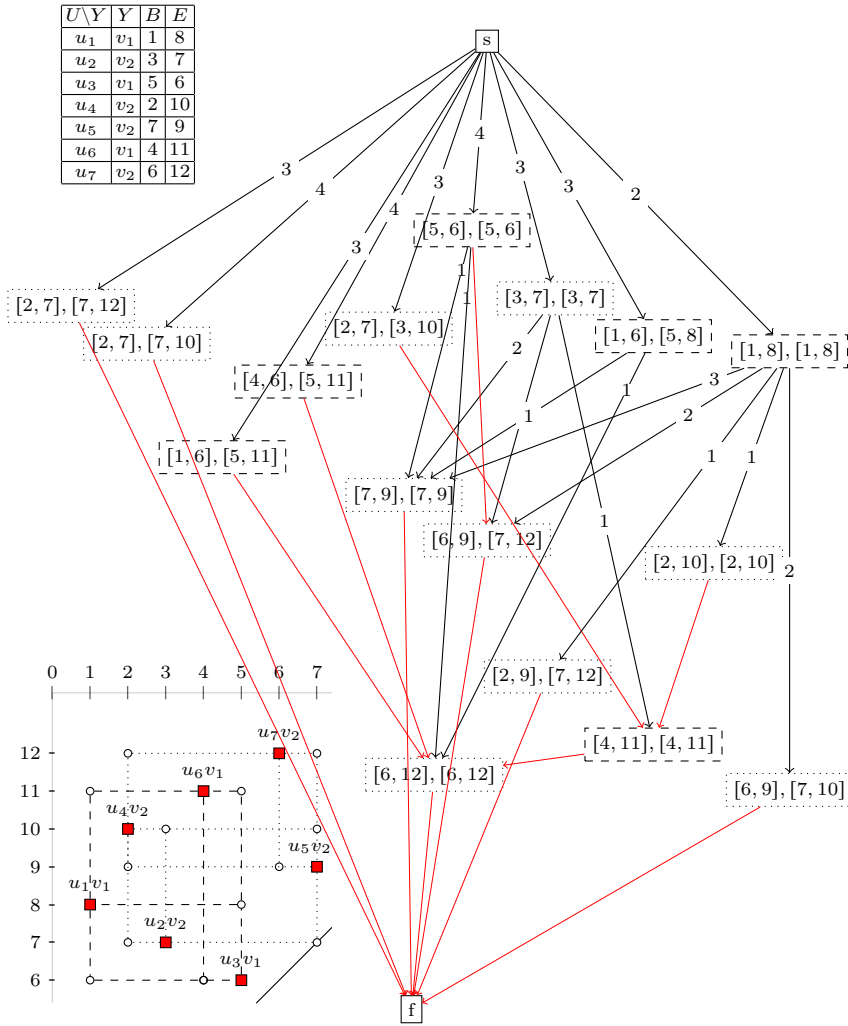 U\Y Y B E
u₁ v₁ 1 8
u₂ v₂ 3 7
u₃ v₁ 5 6
u₄ v₂ 2 10
u₅ v₂ 7 9
u₆ v₁ 4 11
u₇ v₂ 6 12
s
4
3
3
3
4
3
3
4
2
3
[5, 6], [5, 6]
1
1
[2, 7], [7, 12]
[3, 7], [3, 7]
[2, 7], [3, 10]
[1, 6], [5, 8]
[2, 7], [7, 10]
2
[1, 8], [1, 8]
[4, 6], [5, 11]
3
1
1
2
[1, 6], [5, 11]
1
1
[7, 9], [7, 9]
1
[6, 9], [7, 12]
[2, 10], [2, 10]
2
0 1 2 3 4 5 6 7
[2, 9], [7, 12]
u₇v₂
[4, 11], [4, 11]
12
u₆v₁
[6, 12], [6, 12]
11
[6, 9], [7, 10]
u₄v₂
10
u₅v₂
9
u₁v₁
8
u₂v₂
7
u₃v₁
6
f